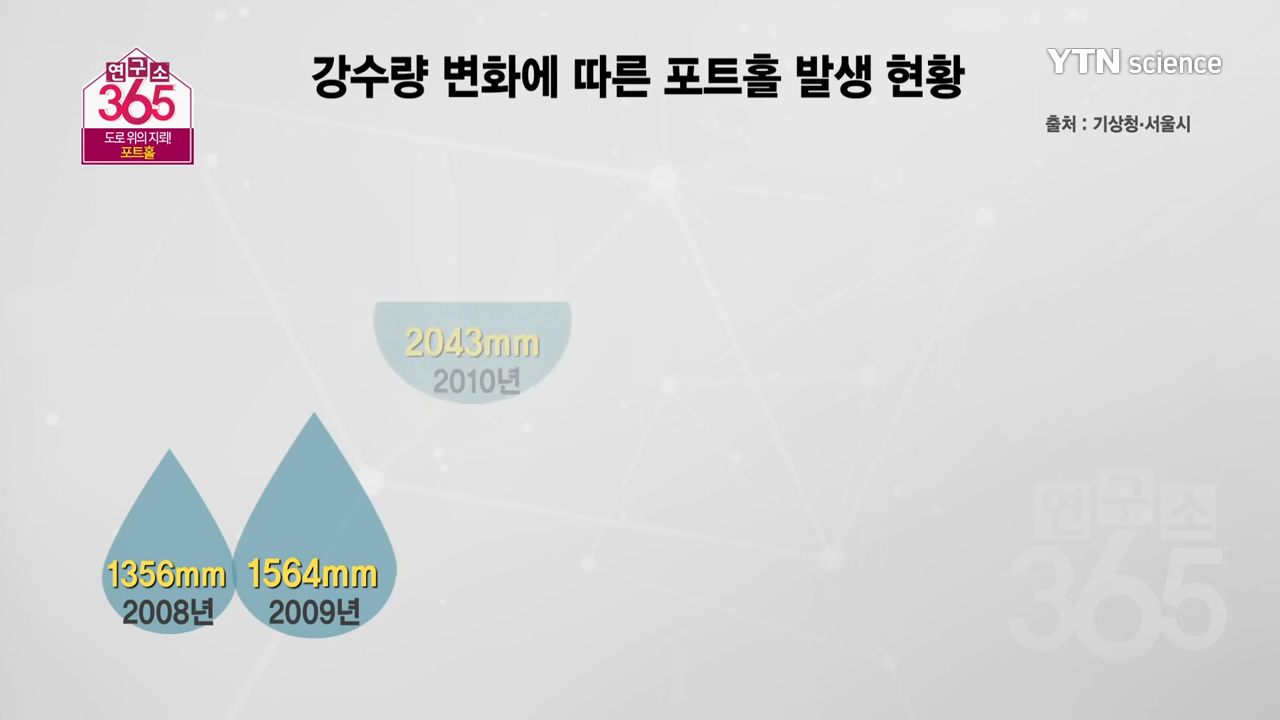 연구소
365
도로 위의 지뢰!
포트홀
강수량 변화에 따른 포트홀 발생 현황
YTN science
출처 : 기상청·서울시
2043mm
2010년
1356mm
2008년
1564mm
2009년
연구소
365